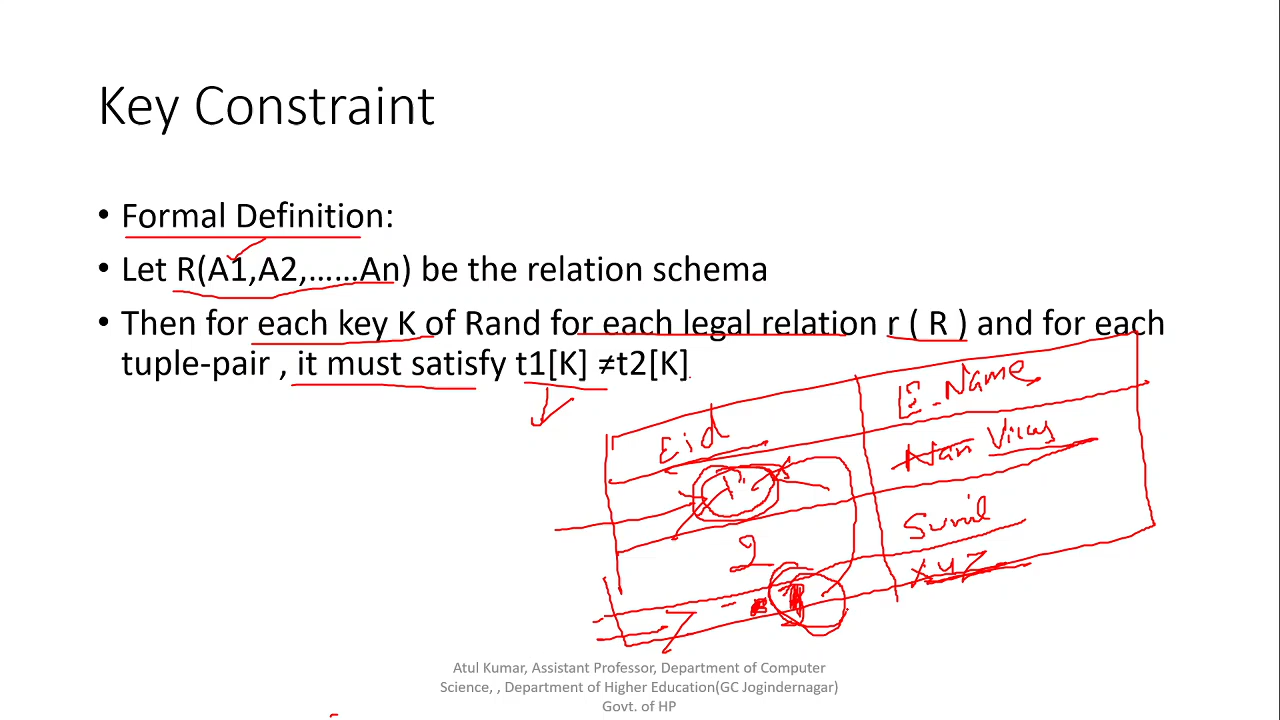 Key Constraint
• Formal Definition:
• Let R(A1,A2,……An) be the relation schema
• Then for each key K of Rand for each legal relation r ( R ) and for each
tuple-pair , it must satisfy t1[K] ≠t2[K]
Eid E_Name
Vikas
2 Sunil
XYZ
Atul Kumar, Assistant Professor, Department of Computer
Science, , Department of Higher Education(GC Jogindernagar)
Govt. of HP